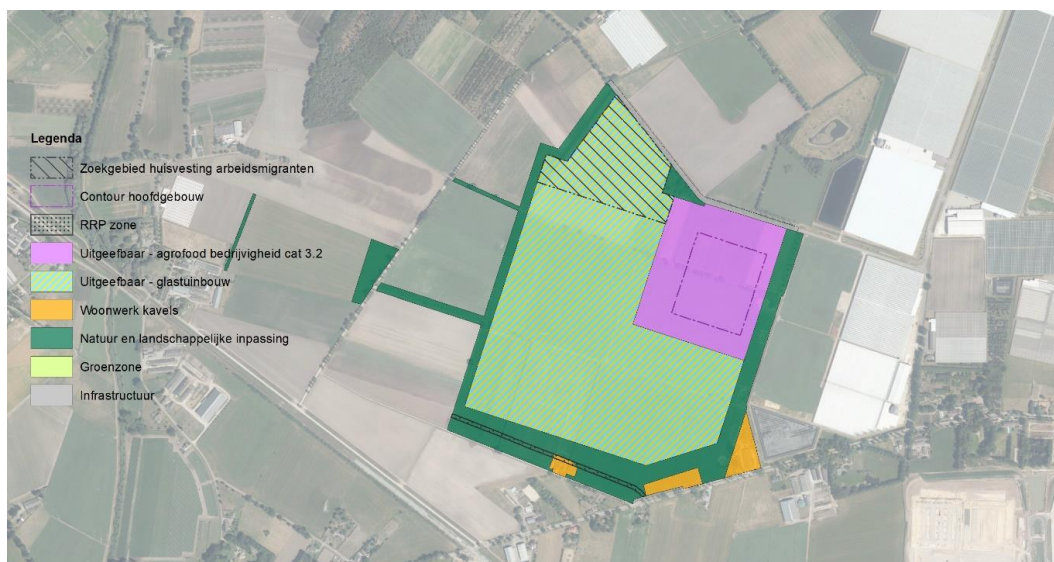 Legenda
Zoekgebied huisvesting arbeidsmigranten
Contour hoofdgebouw
RRP zone
Uitgeefbaar - agrofood bedrijvigheid cat 3.2
Uitgeefbaar - glastuinbouw
Woonwerk kavels
Natuur en landschappelijke inpassing
Groenzone
Infrastructuur